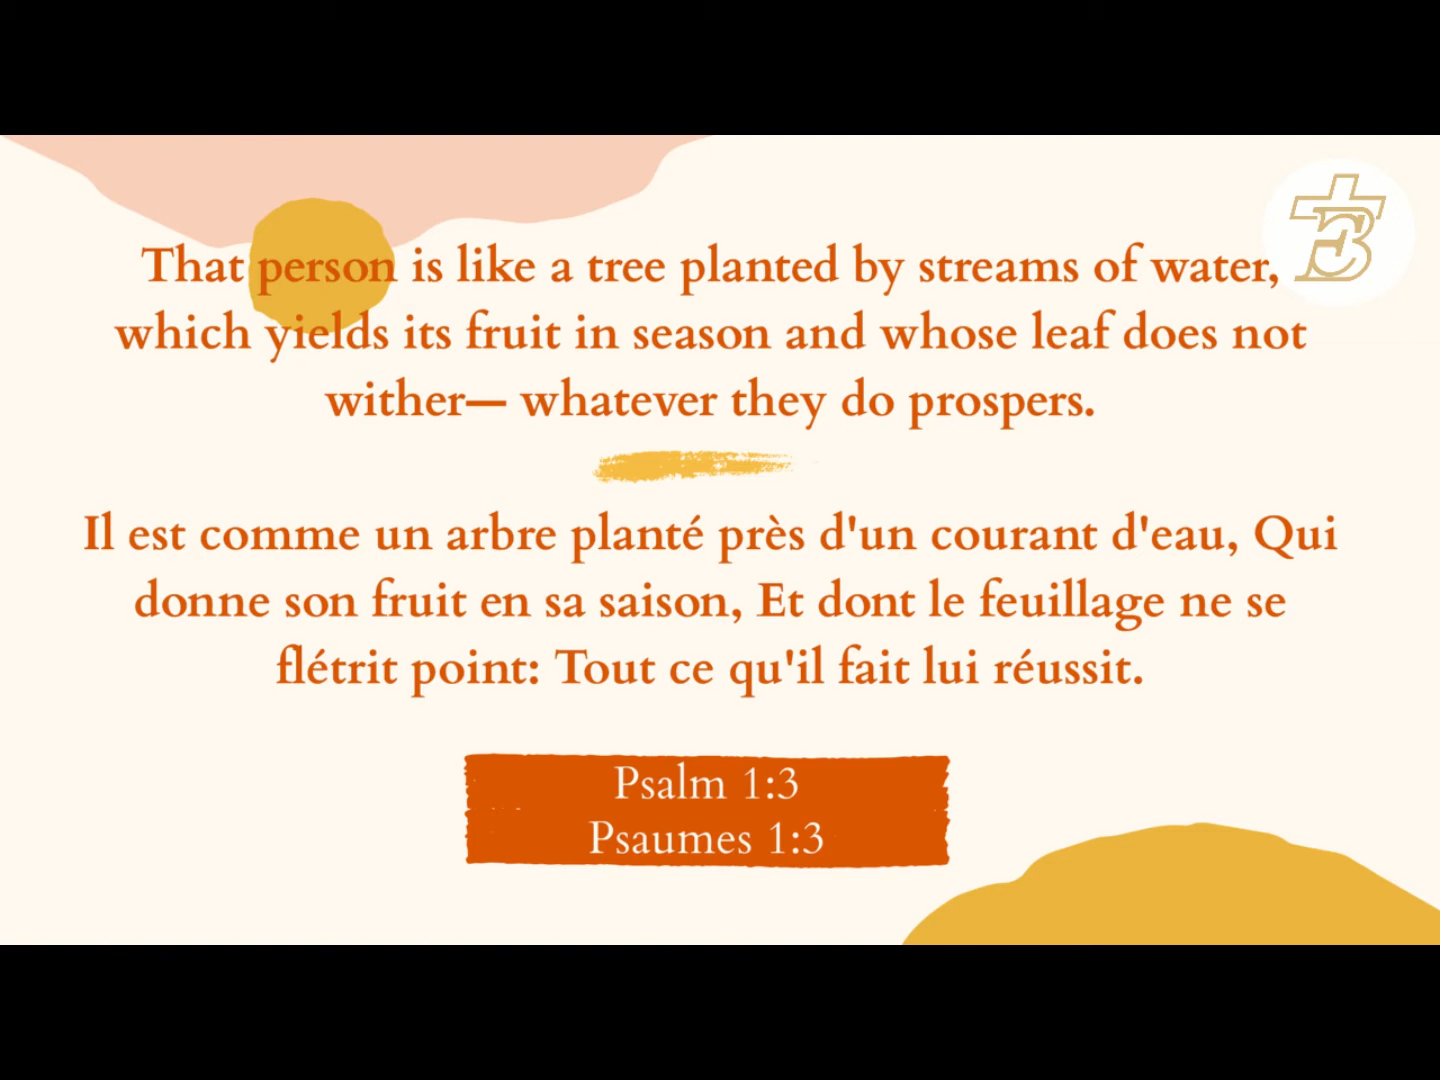 That person is like a tree planted by streams of water,
which yields its fruit in season and whose leaf does not
wither— whatever they do prospers.
Il est comme un arbre planté près d'un courant d'eau, Qui
donne son fruit en sa saison, Et dont le feuillage ne se
flétrit point: Tout ce qu'il fait lui réussit.
Psalm 1:3
Psaumes 1:3